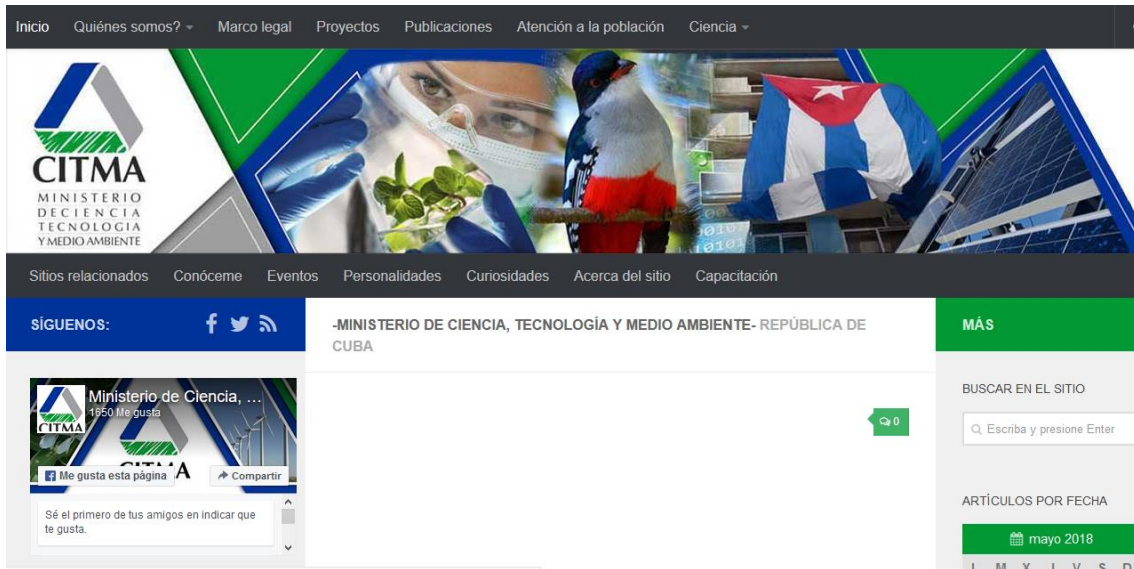 Inicio Quiénes somos? Marco legal Proyectos Publicaciones Atención a la población Ciencia
CITMA
MINISTERIO
DECIENCIA
TECNOLOGIA
Y MEDIO AMBIENTE
Sitios relacionados Conóceme Eventos Personalidades Curiosidades Acerca del sitio Capacitación
SÍGUENOS:
Ministerio de Ciencia, ...
1650 Me gusta
CITMA
CITMA
Me gusta esta página
Compartir
Sé el primero de tus amigos en indicar que
te gusta.
-MINISTERIO DE CIENCIA, TECNOLOGÍA Y MEDIO AMBIENTE- REPÚBLICA DE
CUBA
0
MÁS
BUSCAR EN EL SITIO
Escriba y presione Enter
ARTÍCULOS POR FECHA
mayo 2018
L M X J V S D